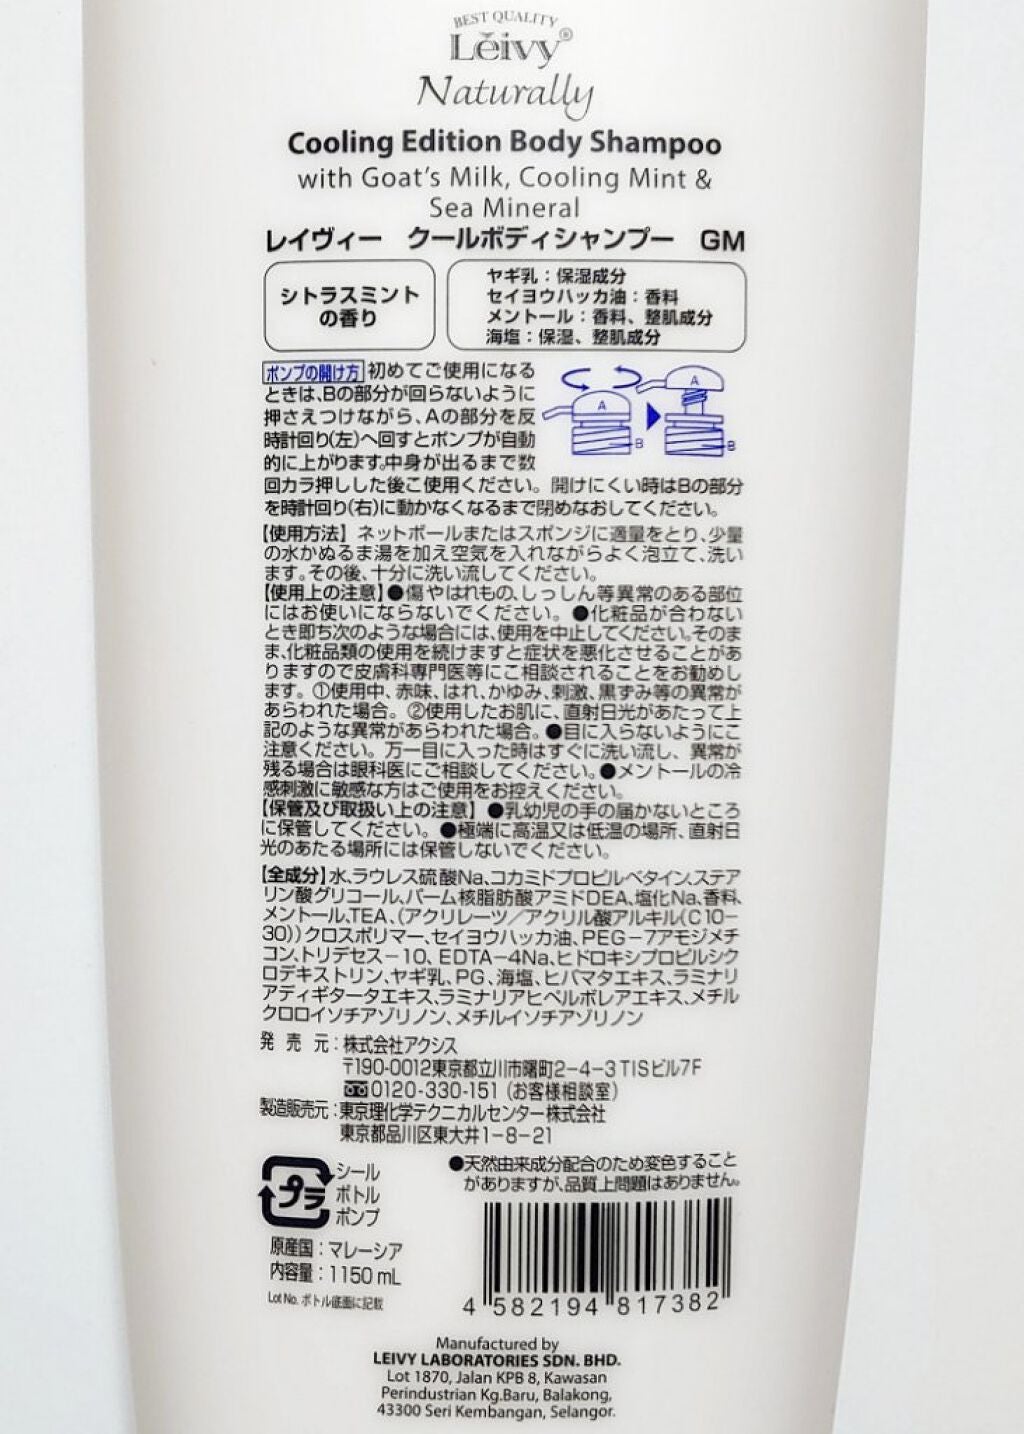 BEST QUALITY
Lěivy®
Naturally
Cooling Edition Body Shampoo
with Goat's Milk, Cooling Mint &
Sea Mineral
レイヴィー クールボディシャンプー GM
シトラスミント
の香り
ヤギ乳：保湿成分
セイヨウハッカ油：香料
メントール：香料、整肌成分
海塩：保湿、整肌成分
ポンプの開け方 初めてご使用になる
ときは、Bの部分が回らないように
押さえつけながら、Aの部分を反
時計回り(左)へ回すとポンプが自動
的に上がります。中身が出るまで数
回カラ押しした後ご使用ください。開けにくい時はBの部分
を時計回り(右)に動かなくなるまで閉めなおしてください。
A
B
A
B
【使用方法】ネットボールまたはスポンジに適量をとり、少量
の水かぬるま湯を加え空気を入れながらよく泡立て、洗い
ます。その後、十分に洗い流してください。
【使用上の注意】●傷やはれもの、しっしん等異常のある部位
にはお使いにならないでください。●化粧品が合わない
とき即ち次のような場合には、使用を中止してください。そのま
ま、化粧品類の使用を続けますと症状を悪化させることがあ
りますので皮膚科専門医等にご相談されることをお勧めし
ます。①使用中、赤味、はれ、かゆみ、刺激、黒ずみ等の異常が
あらわれた場合。②使用したお肌に、直射日光があたって上
記のような異常があらわれた場合。●目に入らないようにご
注意ください。万一目に入った時はすぐに洗い流し、異常が
残る場合は眼科医にご相談してください。●メントールの冷
感刺激に敏感な方はご使用をお控えください。
【保管及び取扱い上の注意】●乳幼児の手の届かないところ
に保管してください。●極端に高温又は低温の場所、直射日
光のあたる場所には保管しないでください。
【全成分】水、ラウレス硫酸Na、コカミドプロピルベタイン、ステア
リン酸グリコール、パーム核脂肪酸アミドDEA、塩化Na、香料、
メントール、TEA、(アクリレーツ／アクリル酸アルキル(C10－
30))クロスポリマー、セイヨウハッカ油、PEG－7アモジメチ
コン、トリデセス－10、EDTA－4Na、ヒドロキシプロピルシク
ロデキストリン、ヤギ乳、PG、海塩、ヒバマタエキス、ラミナリ
アディギタータエキス、ラミナリアヒペルボレアエキス、メチル
クロロイソチアゾリノン、メチルイソチアゾリノン
発売元：株式会社アクシス
〒190-0012東京都立川市曙町2－4－3 TISビル7F
0120-330-151 (お客様相談室)
製造販売元：東京理化学テクニカルセンター株式会社
東京都品川区東大井1－8－21
プラ
シール
ボトル
ポンプ
●天然由来成分配合のため変色すること
がありますが、品質上問題はありません。
原産国：マレーシア
内容量：1150 mL
Lot No. ボトル底面に記載
4 582194 817382
Manufactured by
LEIVY LABORATORIES SDN. BHD.
Lot 1870, Jalan KPB 8, Kawasan
Perindustrian Kg.Baru, Balakong,
43300 Seri Kembangan, Selangor.